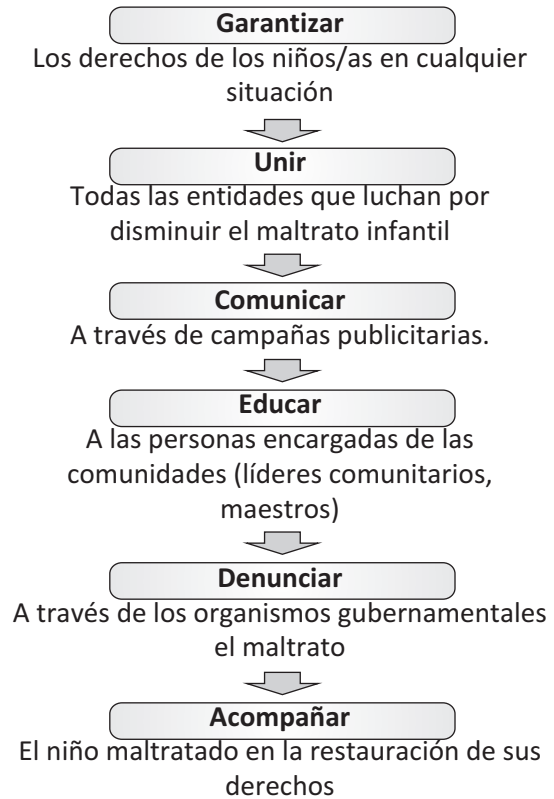 Garantizar
Los derechos de los niños/as en cualquier
situación
Unir
Todas las entidades que luchan por
disminuir el maltrato infantil
Comunicar
A través de campañas publicitarias.
Educar
A las personas encargadas de las
comunidades (líderes comunitarios,
maestros)
Denunciar
A través de los organismos gubernamentales
el maltrato
Acompañar
El niño maltratado en la restauración de sus
derechos